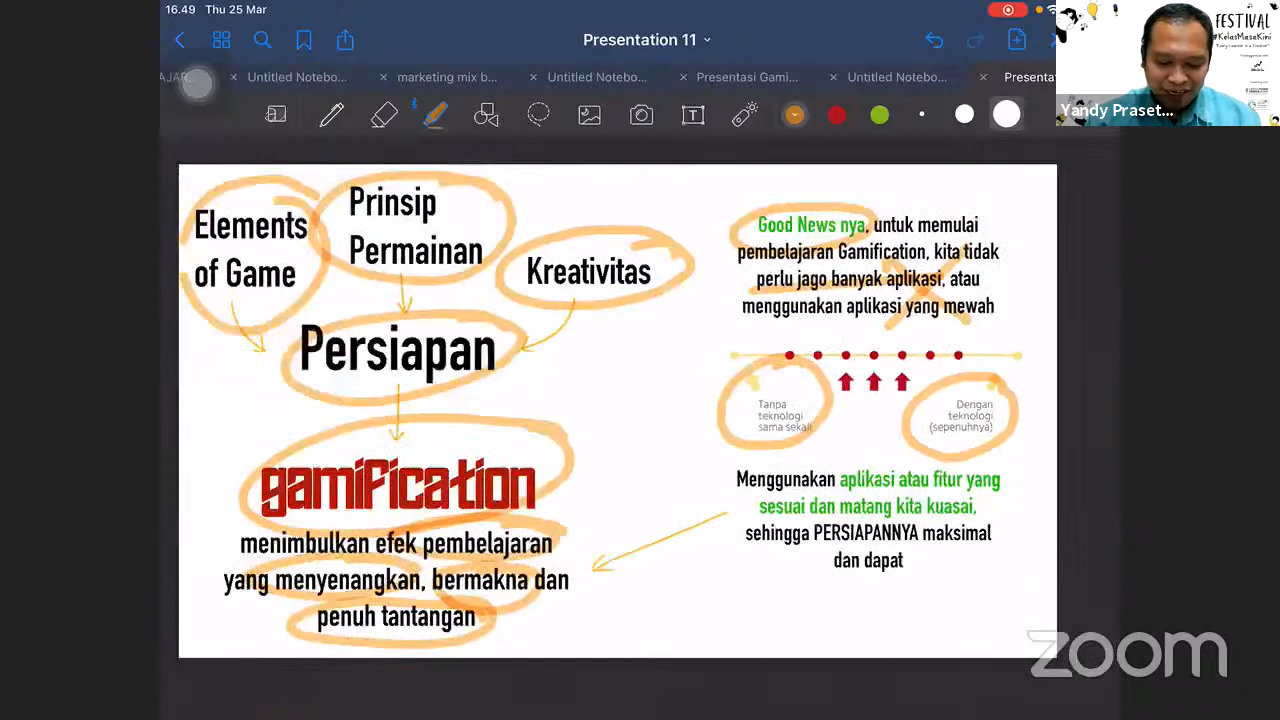 16.49 Thu 25 Mar
Presentation 11
AJAR..
Untitled Notebo...
marketing mix b...
Untitled Notebo...
Presentasi Gami...
Untitled Notebo...
Presenta
FESTIVAL
#KelasMasaKini
Yandy Praset...
Elements
of Game
Prinsip
Permainan
Kreativitas
Persiapan
gamification
menimbulkan efek pembelajaran
yang menyenangkan, bermakna dan
penuh tantangan
Good News nya, untuk memulai
pembelajaran Gamification, kita tidak
perlu jago banyak aplikasi, atau
menggunakan aplikasi yang mewah
Tanpa
teknologi
sama sekali.
Dengan
teknologi
(sepenuhnya)
Menggunakan aplikasi atau fitur yang
sesuai dan matang kita kuasai,
sehingga PERSIAPANNYA maksimal
dan dapat
zoom